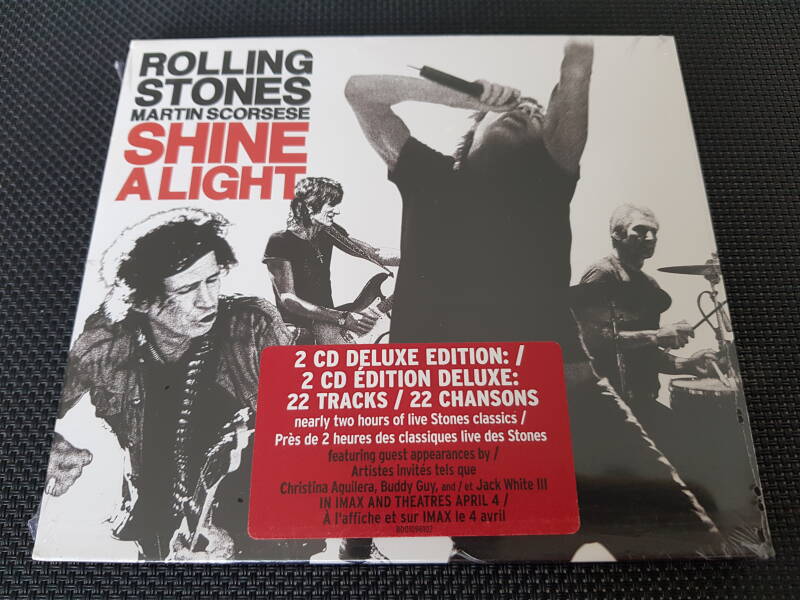 ROLLING
STONES
MARTIN SCORSESE
SHINE
A LIGHT
2 CD DELUXE EDITION: /
2 CD ÉDITION DELUXE:
22 TRACKS / 22 CHANSONS
nearly two hours of live Stones classics /
Près de 2 heures des classiques live des Stones
featuring guest appearances by /
Artistes invités tels que
Christina Aguilera, Buddy Guy, and / et Jack White III
IN IMAX AND THEATRES APRIL 4 /
À l'affiche et sur IMAX le 4 avril